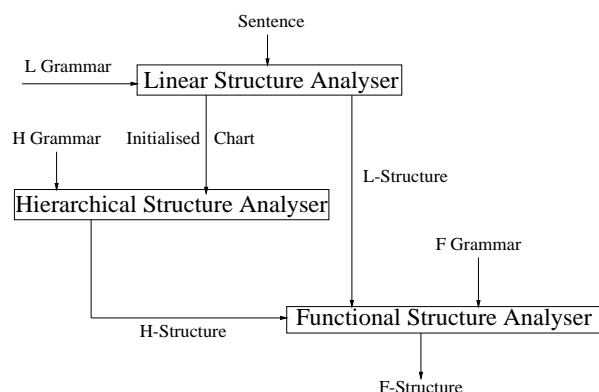 Sentence
L Grammar
Linear Structure Analyser
H Grammar
Initialised Chart
L-Structure
Hierarchical Structure Analyser
F Grammar
Functional Structure Analyser
H-Structure
F-Structure